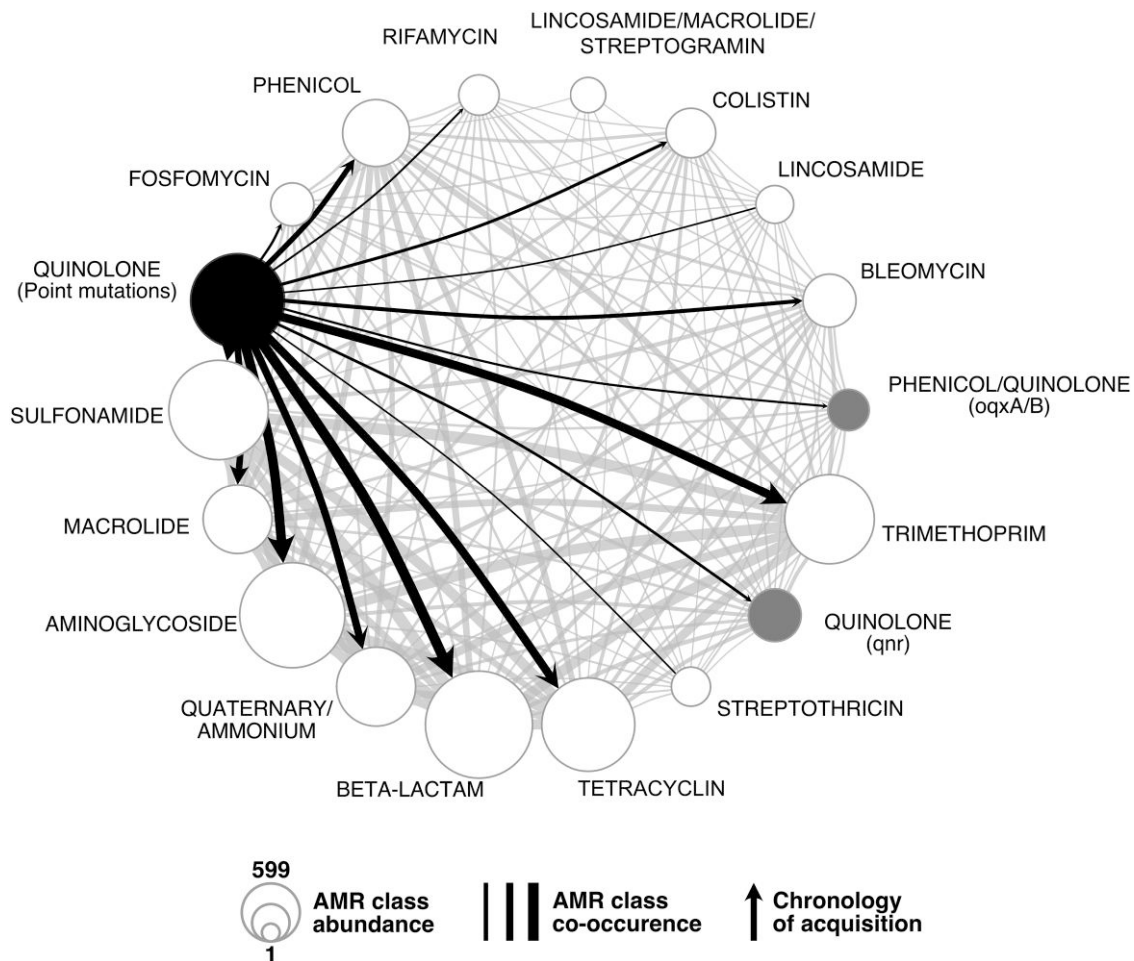 LINCOSAMIDE/MACROLIDE/
STREPTOGRAMIN
RIFAMYCIN
PHENICOL
COLISTIN
FOSFOMYCIN
LINCOSAMIDE
QUINOLONE
(Point mutations)
BLEOMYCIN
PHENICOL/QUINOLONE
(oqxA/B)
SULFONAMIDE
MACROLIDE
TRIMETHOPRIM
AMINOGLYCOSIDE
QUINOLONE
(qnr)
QUATERNARY/
AMMONIUM
STREPTOTHRICIN
BETA-LACTAM
TETRACYCLIN
599
1
AMR class
abundance
AMR class
co-occurence
Chronology
of acquisition